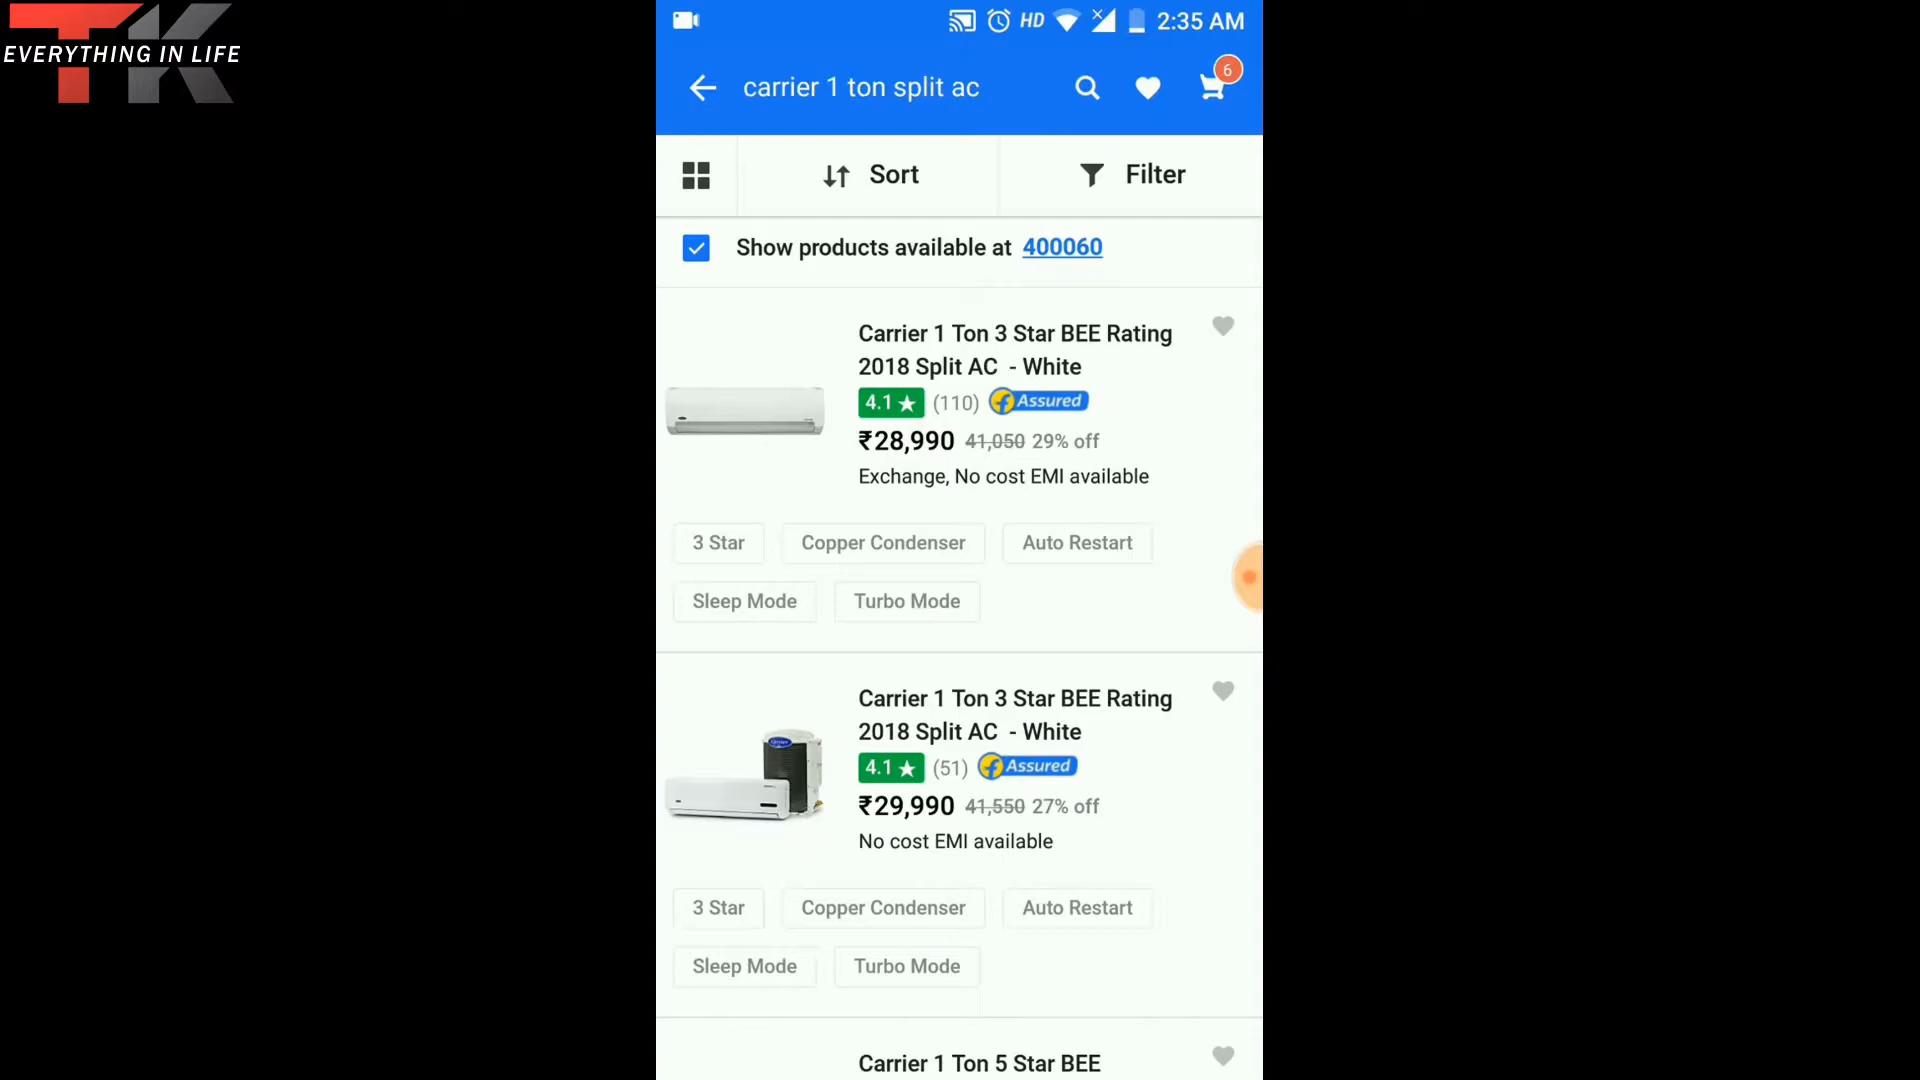 TK
EVERYTHING IN LIFE
HD 2:35 AM
carrier 1 ton split ac
6
Sort
Filter
Show products available at 400060
Carrier 1 Ton 3 Star BEE Rating
2018 Split AC - White
4.1 ★ (110) Assured
₹28,990 41,050 29% off
Exchange, No cost EMI available
3 Star
Copper Condenser
Auto Restart
Sleep Mode
Turbo Mode
Carrier 1 Ton 3 Star BEE Rating
2018 Split AC - White
4.1 ★ (51) Assured
₹29,990 41,550 27% off
No cost EMI available
3 Star
Copper Condenser
Auto Restart
Sleep Mode
Turbo Mode
Carrier 1 Ton 5 Star BEE